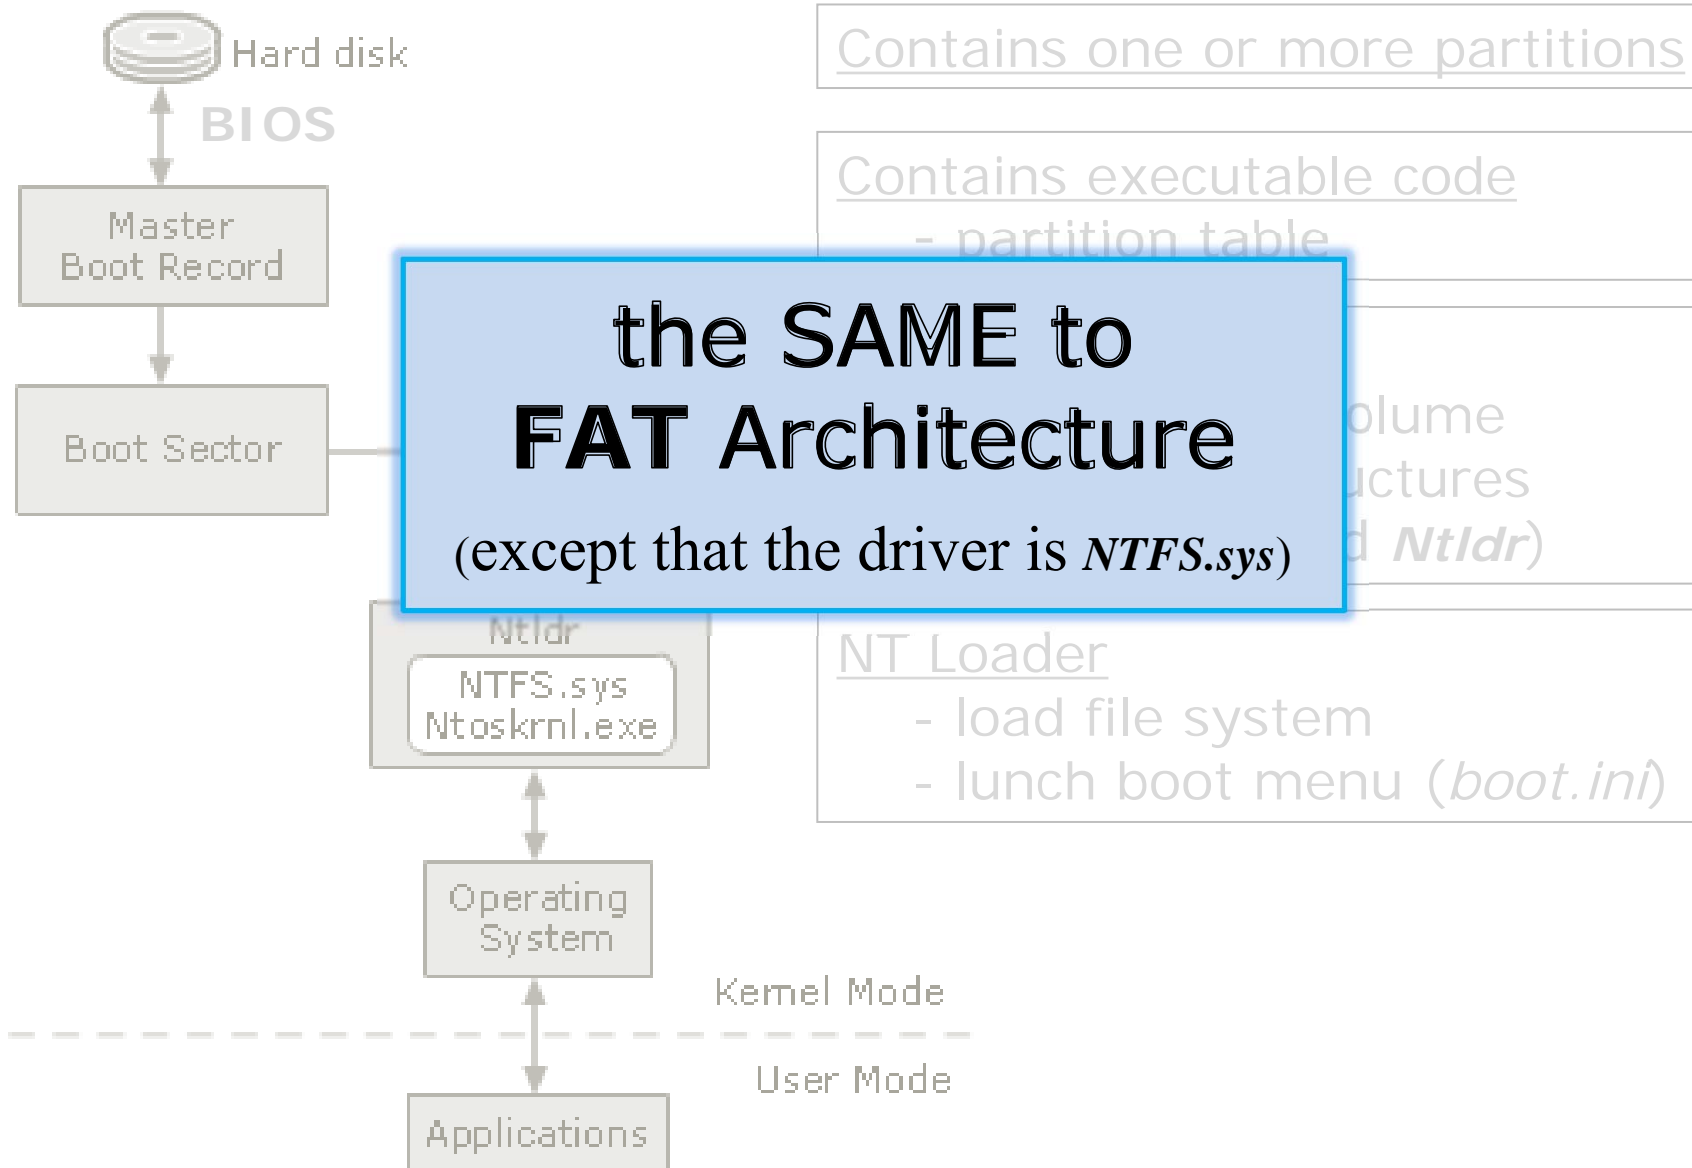 Hard disk
BIOS
Master
Boot Record
Boot Sector
Ntldr
NTFS.sys
Ntoskrnl.exe
Operating
System
Kernel Mode
User Mode
Applications
Contains one or more partitions
Contains executable code
- partition table
Ntldr)
NT Loader
- load file system
- lunch boot menu (boot.ini)
the SAME to
FAT Architecture
(except that the driver is NTFS.sys)